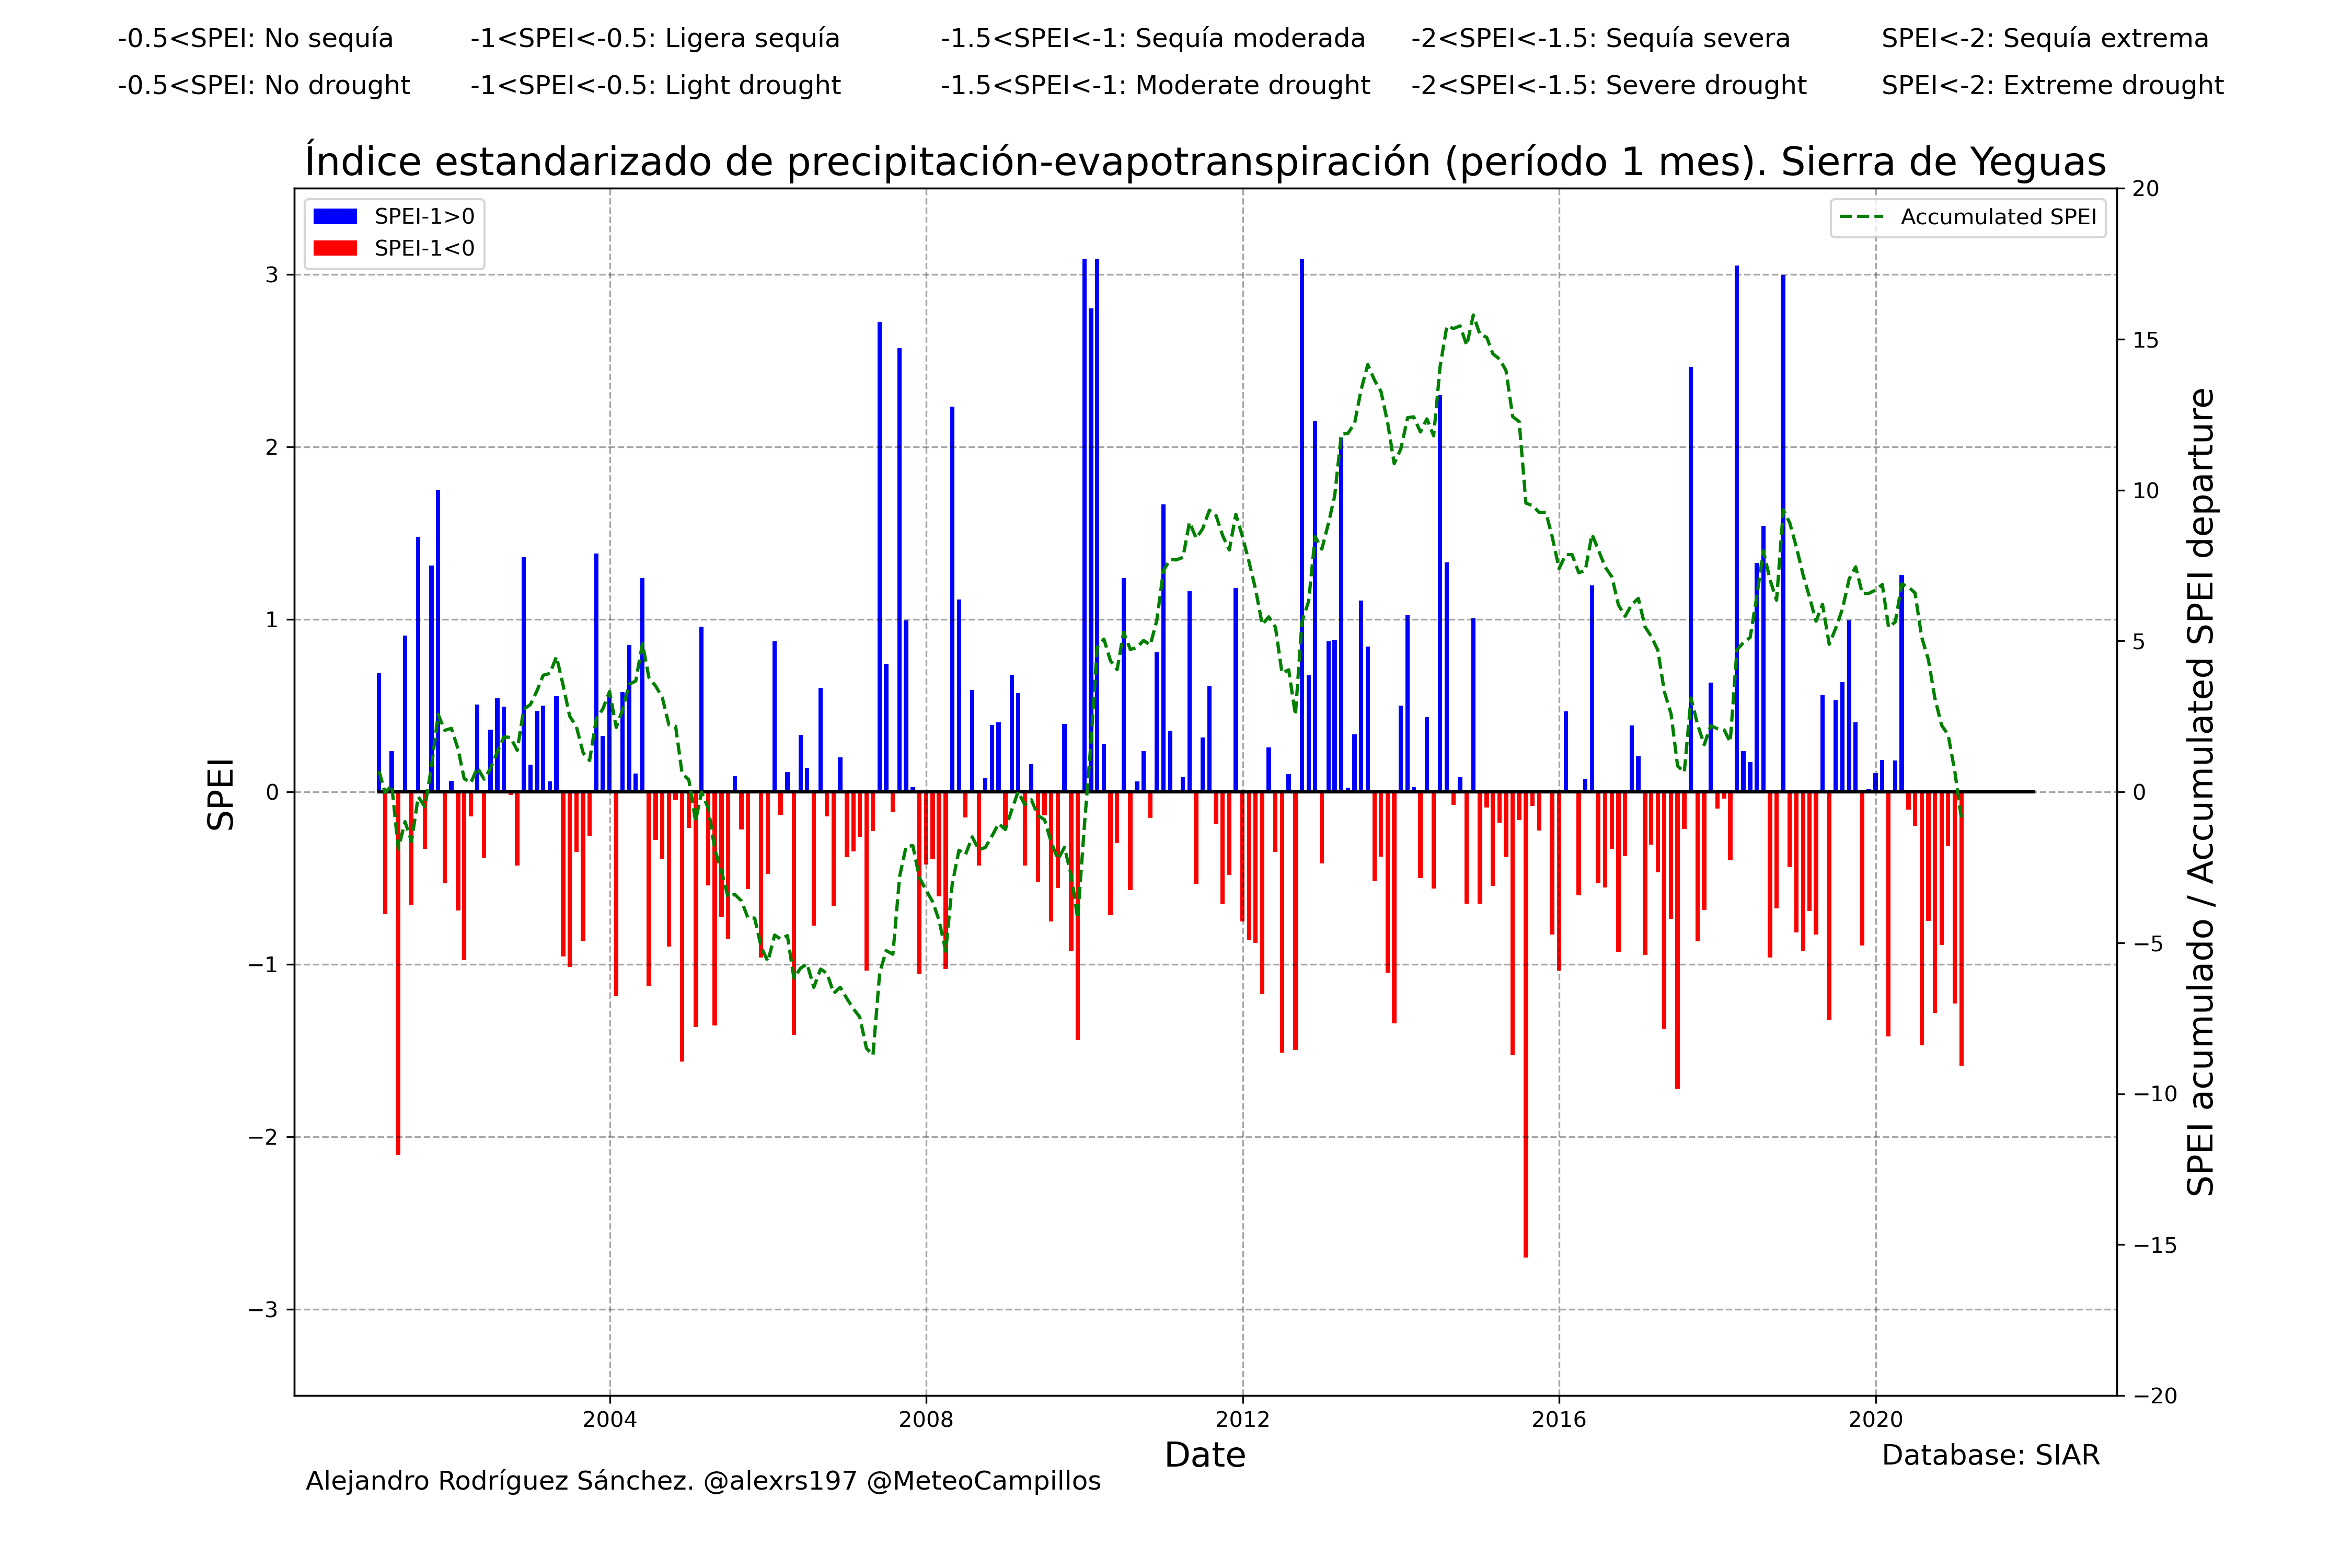 -0.5<SPEI: No sequía -1<SPEI<-0.5: Ligera sequía -1.5<SPEI<-1: Sequía moderada -2<SPEI<-1.5: Sequía severa SPEI<-2: Sequía extrema
-0.5<SPEI: No drought -1<SPEI<-0.5: Light drought -1.5<SPEI<-1: Moderate drought -2<SPEI<-1.5: Severe drought SPEI<-2: Extreme drought
Índice estandarizado de precipitación-evapotranspiración (período 1 mes). Sierra de Yeguas
SPEI-1>0
SPEI-1<0
Accumulated SPEI
SPEI
3
2
1
0
−1
−2
−3
20
15
10
5
0
−5
−10
−15
−20
SPEI acumulado / Accumulated SPEI departure
2004 2008 2012 2016 2020
Date
Database: SIAR
Alejandro Rodríguez Sánchez. @alexrs197 @MeteoCampillos